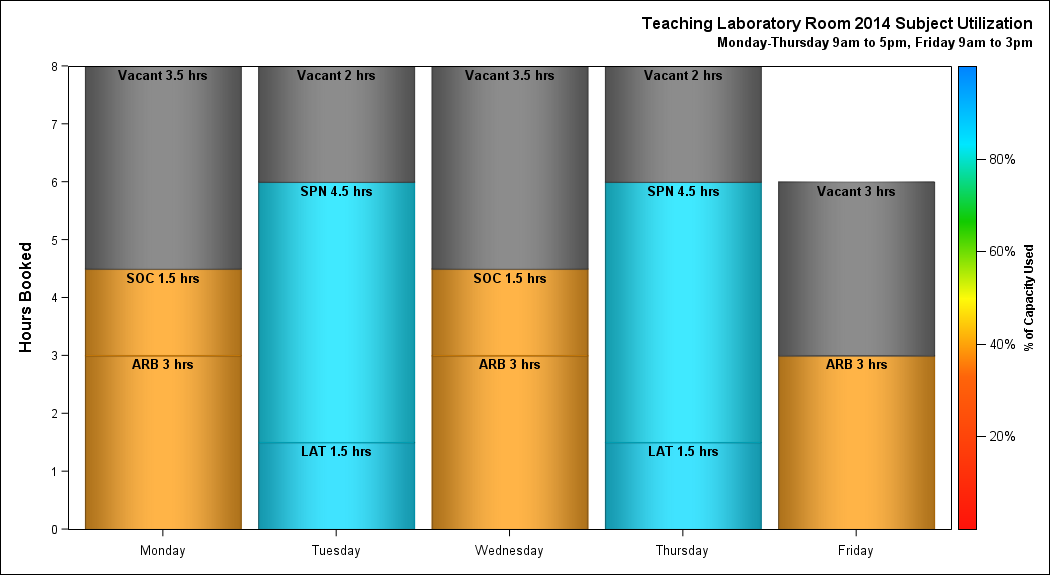 Teaching Laboratory Room 2014 Subject Utilization
Monday-Thursday 9am to 5pm, Friday 9am to 3pm
Hours Booked
8
7
6
5
4
3
2
1
0
Vacant 3.5 hrs
SOC 1.5 hrs
ARB 3 hrs
Vacant 2 hrs
SPN 4.5 hrs
LAT 1.5 hrs
Vacant 3.5 hrs
SOC 1.5 hrs
ARB 3 hrs
Vacant 2 hrs
SPN 4.5 hrs
LAT 1.5 hrs
Vacant 3 hrs
ARB 3 hrs
Monday
Tuesday
Wednesday
Thursday
Friday
80%
60%
40%
20%
% of Capacity Used